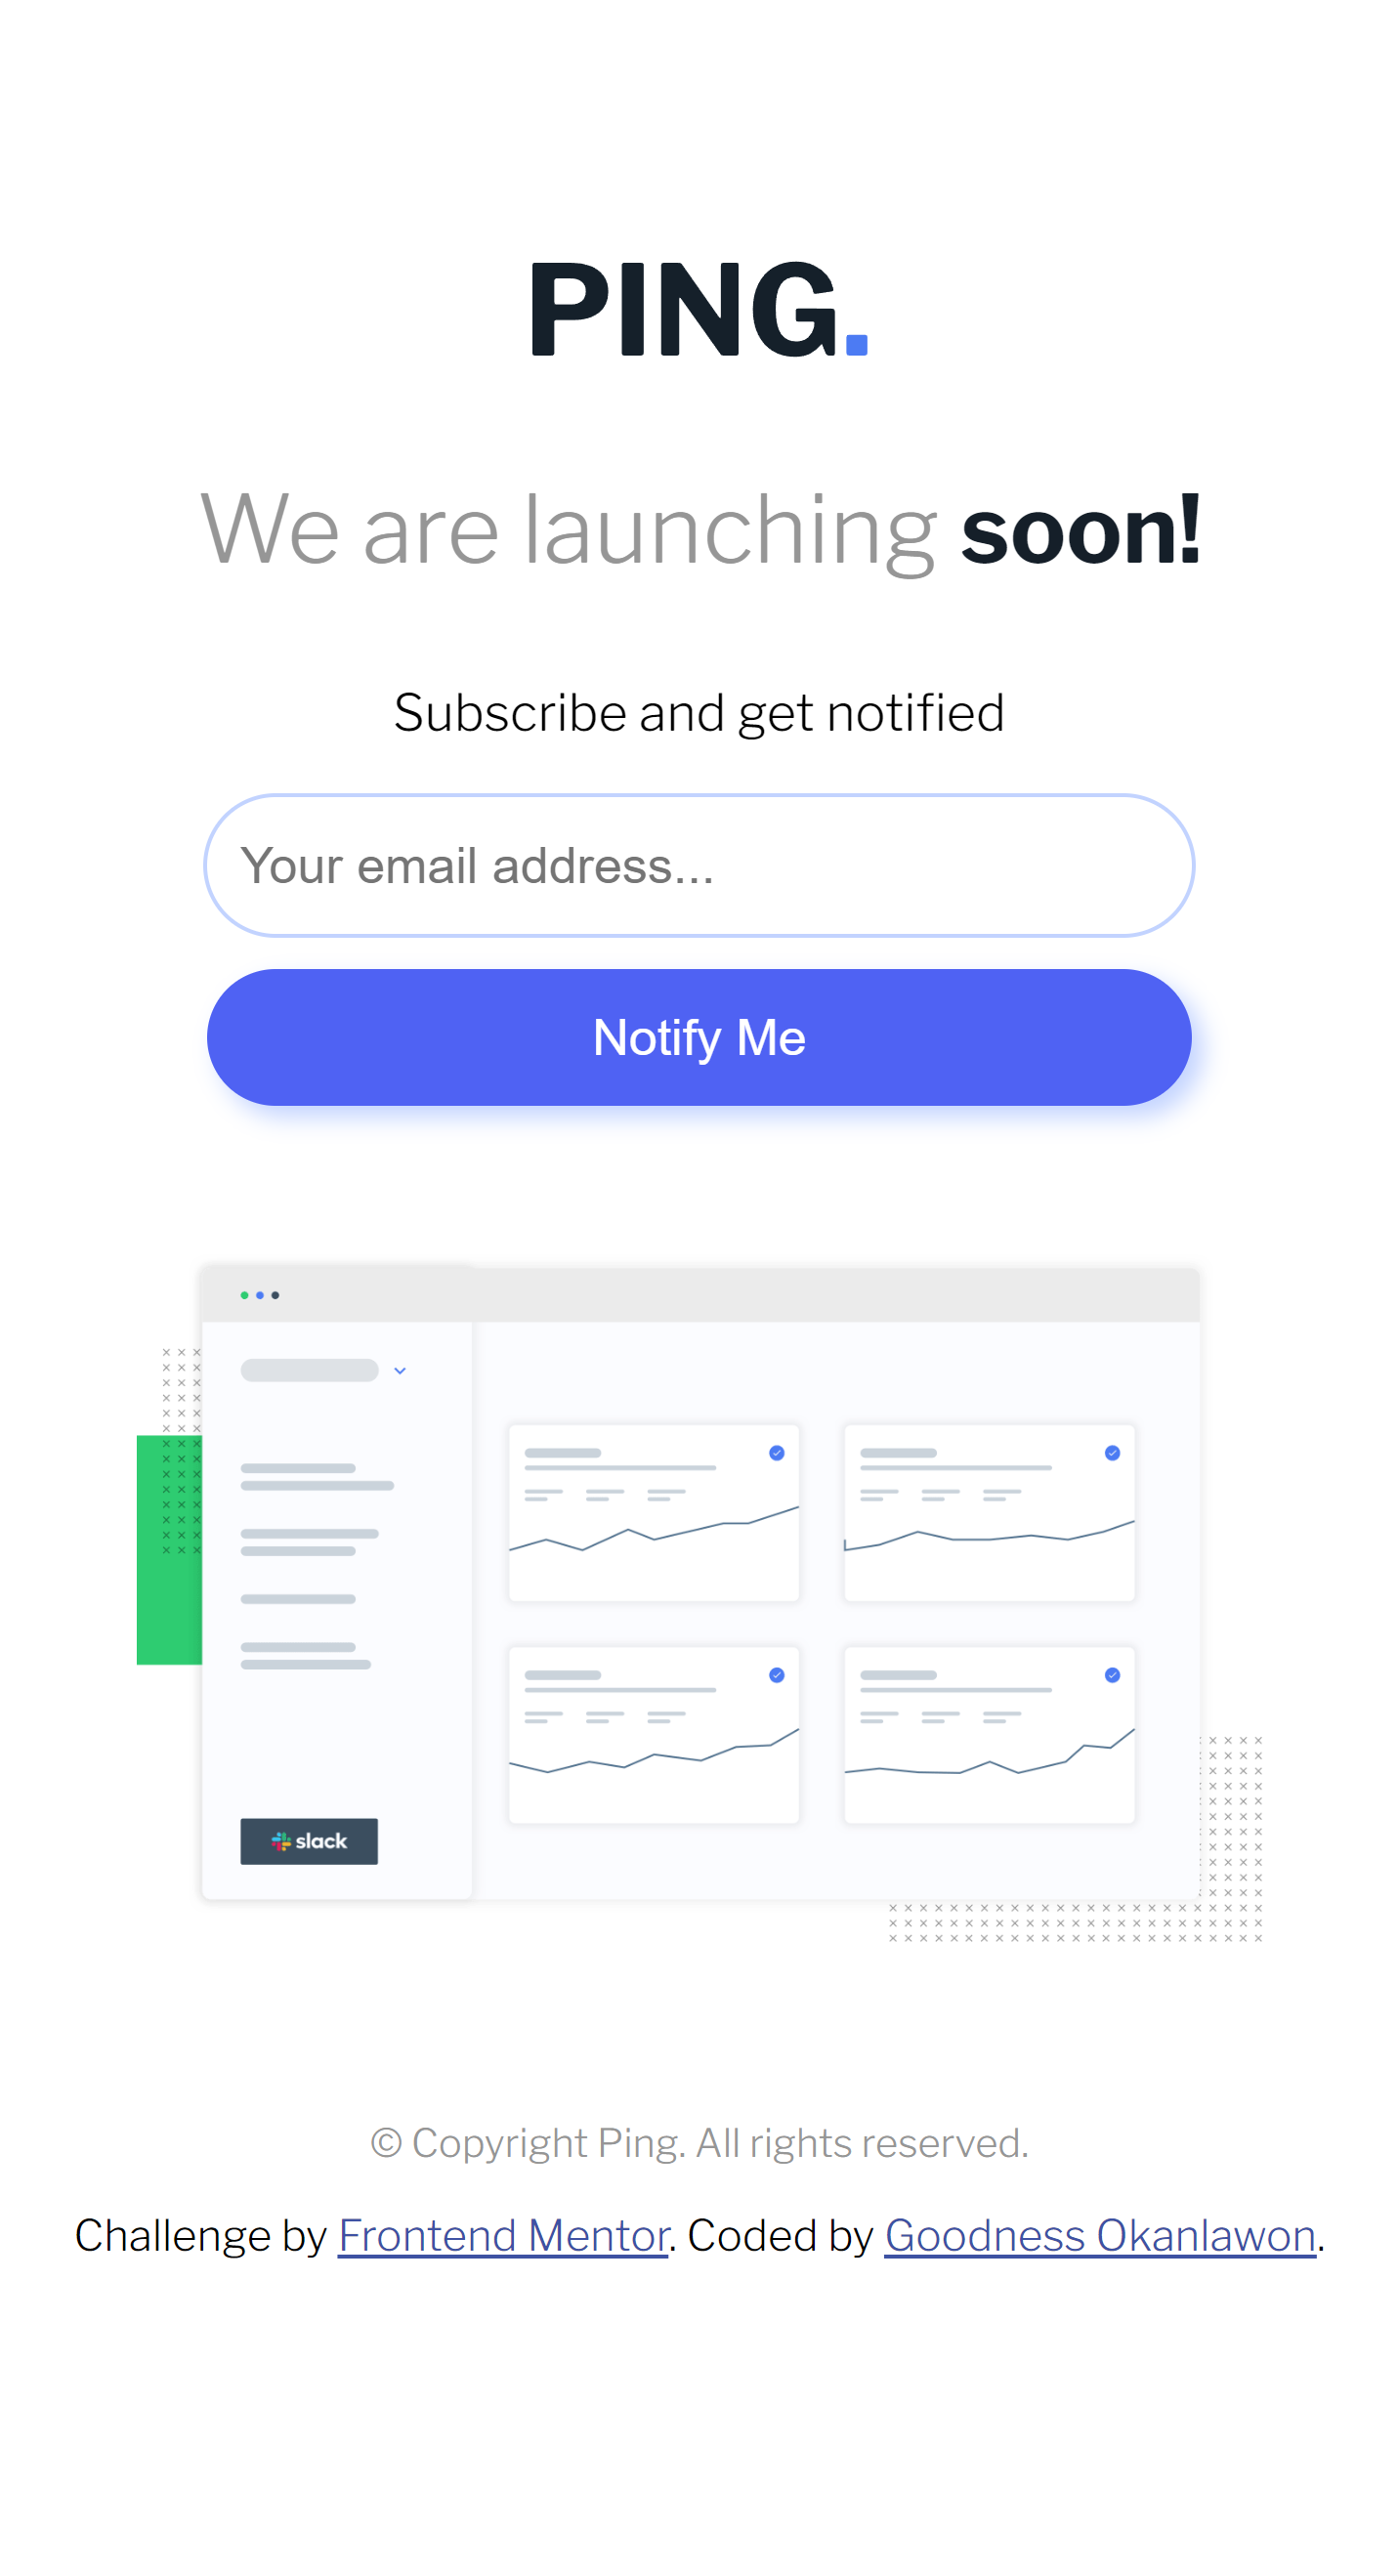 PING.
We are launching soon!
Subscribe and get notified
Your email address...
Notify Me
slack
© Copyright Ping. All rights reserved.
Challenge by Frontend Mentor. Coded by Goodness Okanlawon.